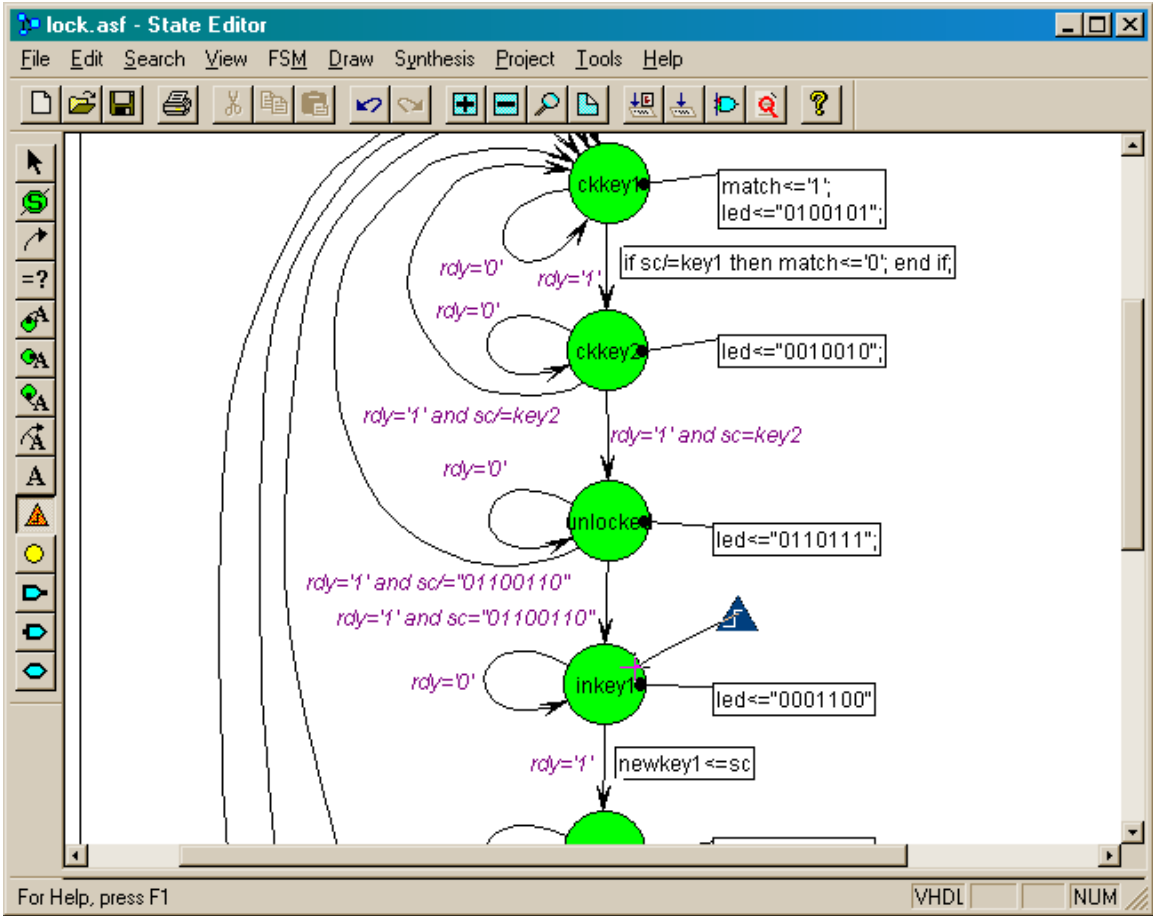 lock.asf - State Editor
File Edit Search View FSM Draw Synthesis Project Tools Help
=?
A
ckkey1
match<='1';
led<="0100101";
rdy='0'
rdy='1'
if sc/=key1 then match<='0'; end if;
rdy='0'
ckkey2
led<="0010010";
rdy='1' and sc/=key2
rdy='1' and sc=key2
rdy='0'
unlocked
led<="0110111";
rdy='1' and sc/="01100110"
rdy='1' and sc="01100110"
rdy='0'
inkey1
led<="0001100"
rdy='1'
newkey1<=sc
For Help, press F1
VHDL
NUM